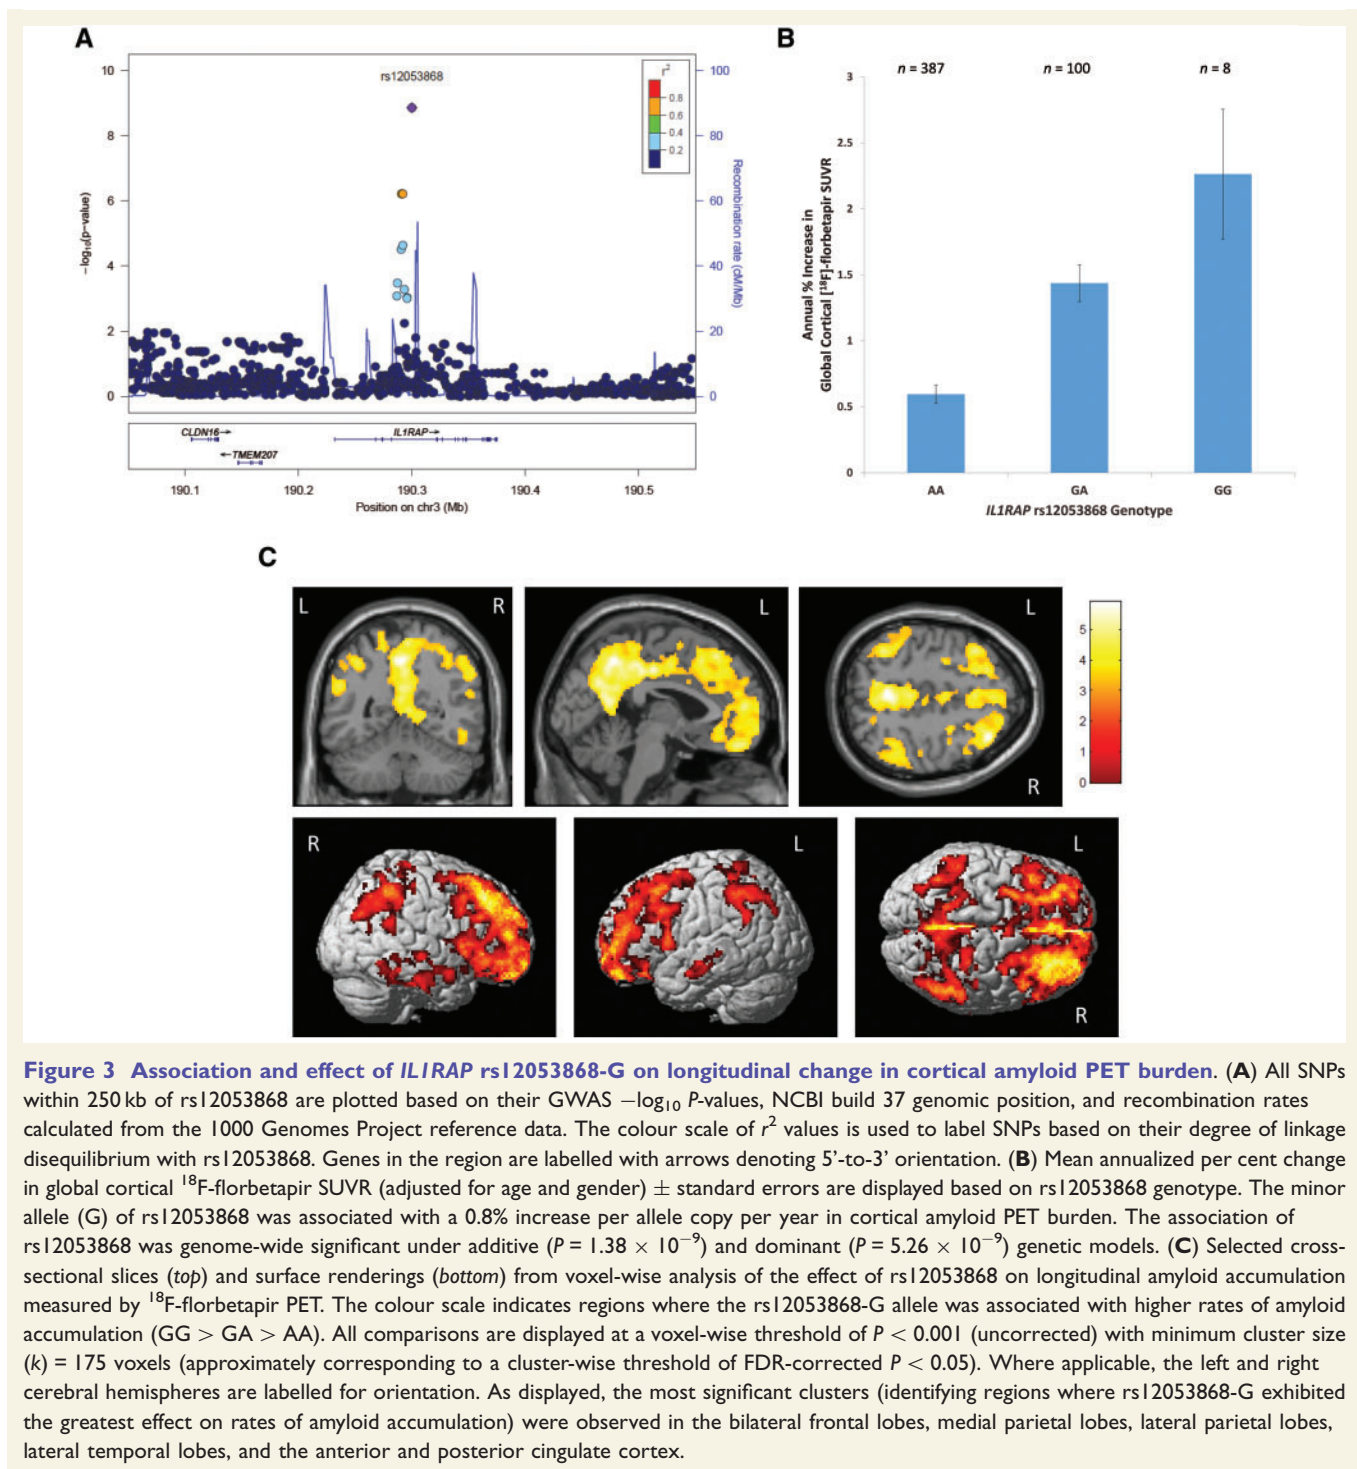 A
rs12053868
10
8
6
4
2
0
−log10(p−value)
100
80
60
40
20
0
Recombination rate (cM/Mb)
r2
0.8
0.6
0.4
0.2
CLDN16→
←TMEM207
IL1RAP→
190.1 190.2 190.3 190.4 190.5
Position on chr3 (Mb)
B
n = 387 n = 100 n = 8
3
2.5
2
1.5
1
0.5
0
Annual % Increase in
Global Cortical [18F]-florbetapir SUVR
AA GA GG
IL1RAP rs12053868 Genotype
C
L R
L
L
R
5
4
3
2
1
0
R
L
L
R
Figure 3 Association and effect of IL1RAP rs12053868-G on longitudinal change in cortical amyloid PET burden. (A) All SNPs
within 250 kb of rs12053868 are plotted based on their GWAS −log10 P-values, NCBI build 37 genomic position, and recombination rates
calculated from the 1000 Genomes Project reference data. The colour scale of r2 values is used to label SNPs based on their degree of linkage
disequilibrium with rs12053868. Genes in the region are labelled with arrows denoting 5'-to-3' orientation. (B) Mean annualized per cent change
in global cortical 18F-florbetapir SUVR (adjusted for age and gender) ± standard errors are displayed based on rs12053868 genotype. The minor
allele (G) of rs12053868 was associated with a 0.8% increase per allele copy per year in cortical amyloid PET burden. The association of
rs12053868 was genome-wide significant under additive (P = 1.38 × 10−9) and dominant (P = 5.26 × 10−9) genetic models. (C) Selected cross-
sectional slices (top) and surface renderings (bottom) from voxel-wise analysis of the effect of rs12053868 on longitudinal amyloid accumulation
measured by 18F-florbetapir PET. The colour scale indicates regions where the rs12053868-G allele was associated with higher rates of amyloid
accumulation (GG > GA > AA). All comparisons are displayed at a voxel-wise threshold of P < 0.001 (uncorrected) with minimum cluster size
(k) = 175 voxels (approximately corresponding to a cluster-wise threshold of FDR-corrected P < 0.05). Where applicable, the left and right
cerebral hemispheres are labelled for orientation. As displayed, the most significant clusters (identifying regions where rs12053868-G exhibited
the greatest effect on rates of amyloid accumulation) were observed in the bilateral frontal lobes, medial parietal lobes, lateral parietal lobes,
lateral temporal lobes, and the anterior and posterior cingulate cortex.